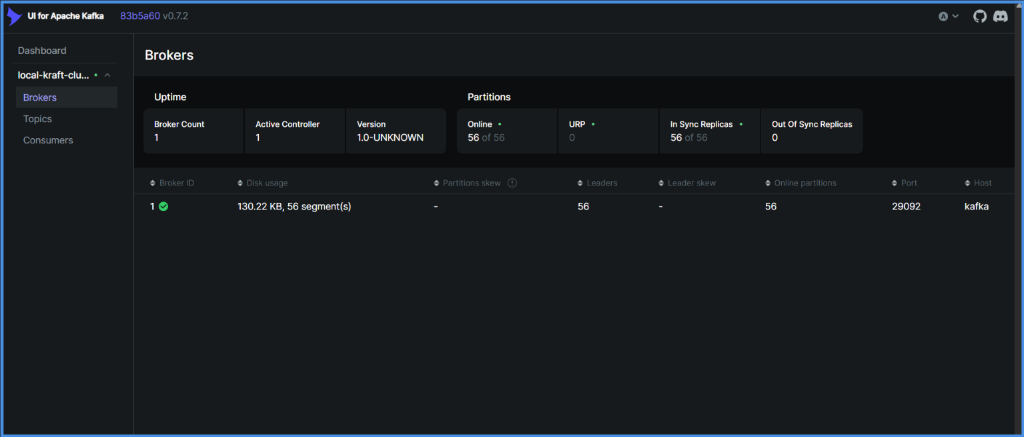 UI for Apache Kafka 83b5a60 v0.7.2 A
Dashboard
local-kraft-clu...
Brokers
Topics
Consumers
Brokers
Uptime
Broker Count
1
Active Controller
1
Version
1.0-UNKNOWN
Partitions
Online
56 of 56
URP
0
In Sync Replicas
56 of 56
Out Of Sync Replicas
0
Broker ID Disk usage Partitions skew Leaders Leader skew Online partitions Port Host
1 130.22 KB, 56 segment(s) - 56 - 56 29092 kafka